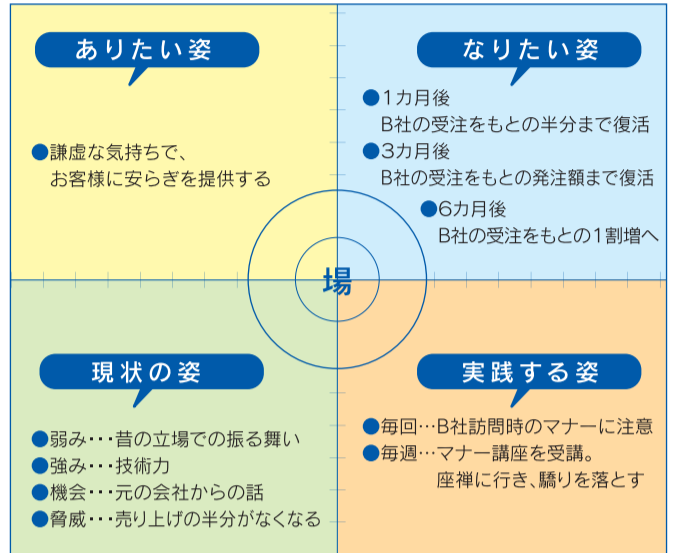 ありたい姿
●謙虚な気持ちで、
お客様に安らぎを提供する
なりたい姿
●1カ月後
B社の受注をもとの半分まで復活
●3カ月後
B社の受注をもとの発注額まで復活
●6カ月後
B社の受注をもとの1割増へ
場
現状の姿
●弱み･･･昔の立場での振る舞い
●強み･･･技術力
●機会･･･元の会社からの話
●脅威･･･売り上げの半分がなくなる
実践する姿
●毎回…B社訪問時のマナーに注意
●毎週…マナー講座を受講。
座禅に行き、驕りを落とす